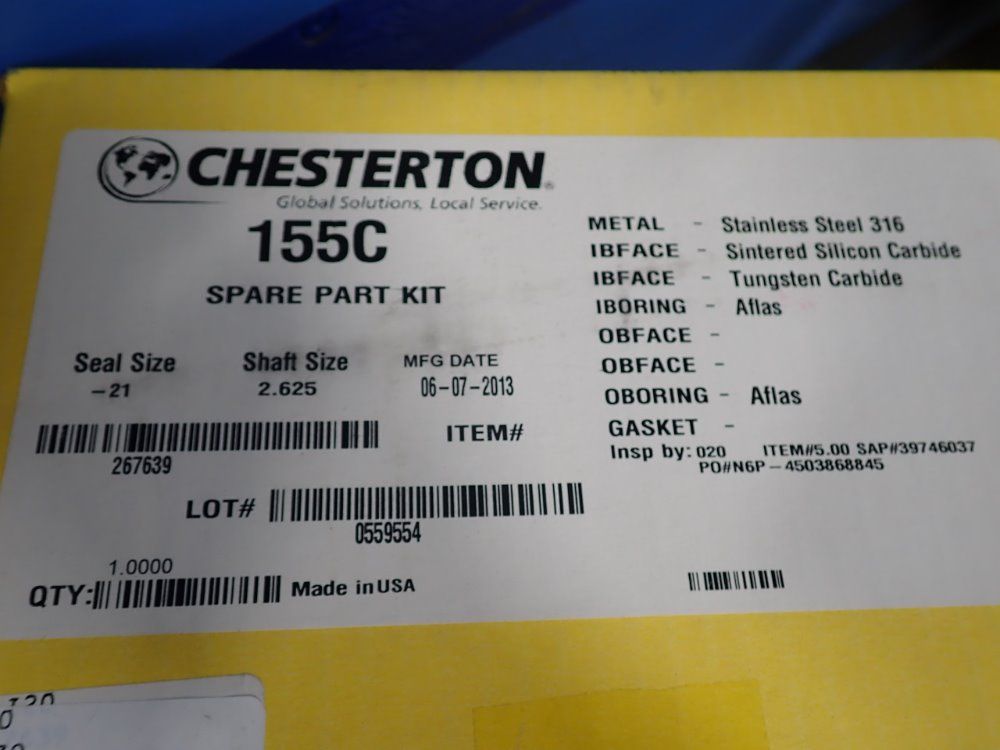 CHESTERTON®
Global Solutions, Local Service.
155C
SPARE PART KIT
Seal Size
-21
Shaft Size
2.625
MFG DATE
06-07-2013
267639
ITEM#
LOT#
0559554
1.0000
QTY:
Made in USA
METAL - Stainless Steel 316
IBFACE - Sintered Silicon Carbide
IBFACE - Tungsten Carbide
IBORING - Aflas
OBFACE -
OBFACE -
OBORING - Aflas
GASKET -
Insp by: 020 ITEM#5.00 SAP#39746037
PO#N6P-4503868845